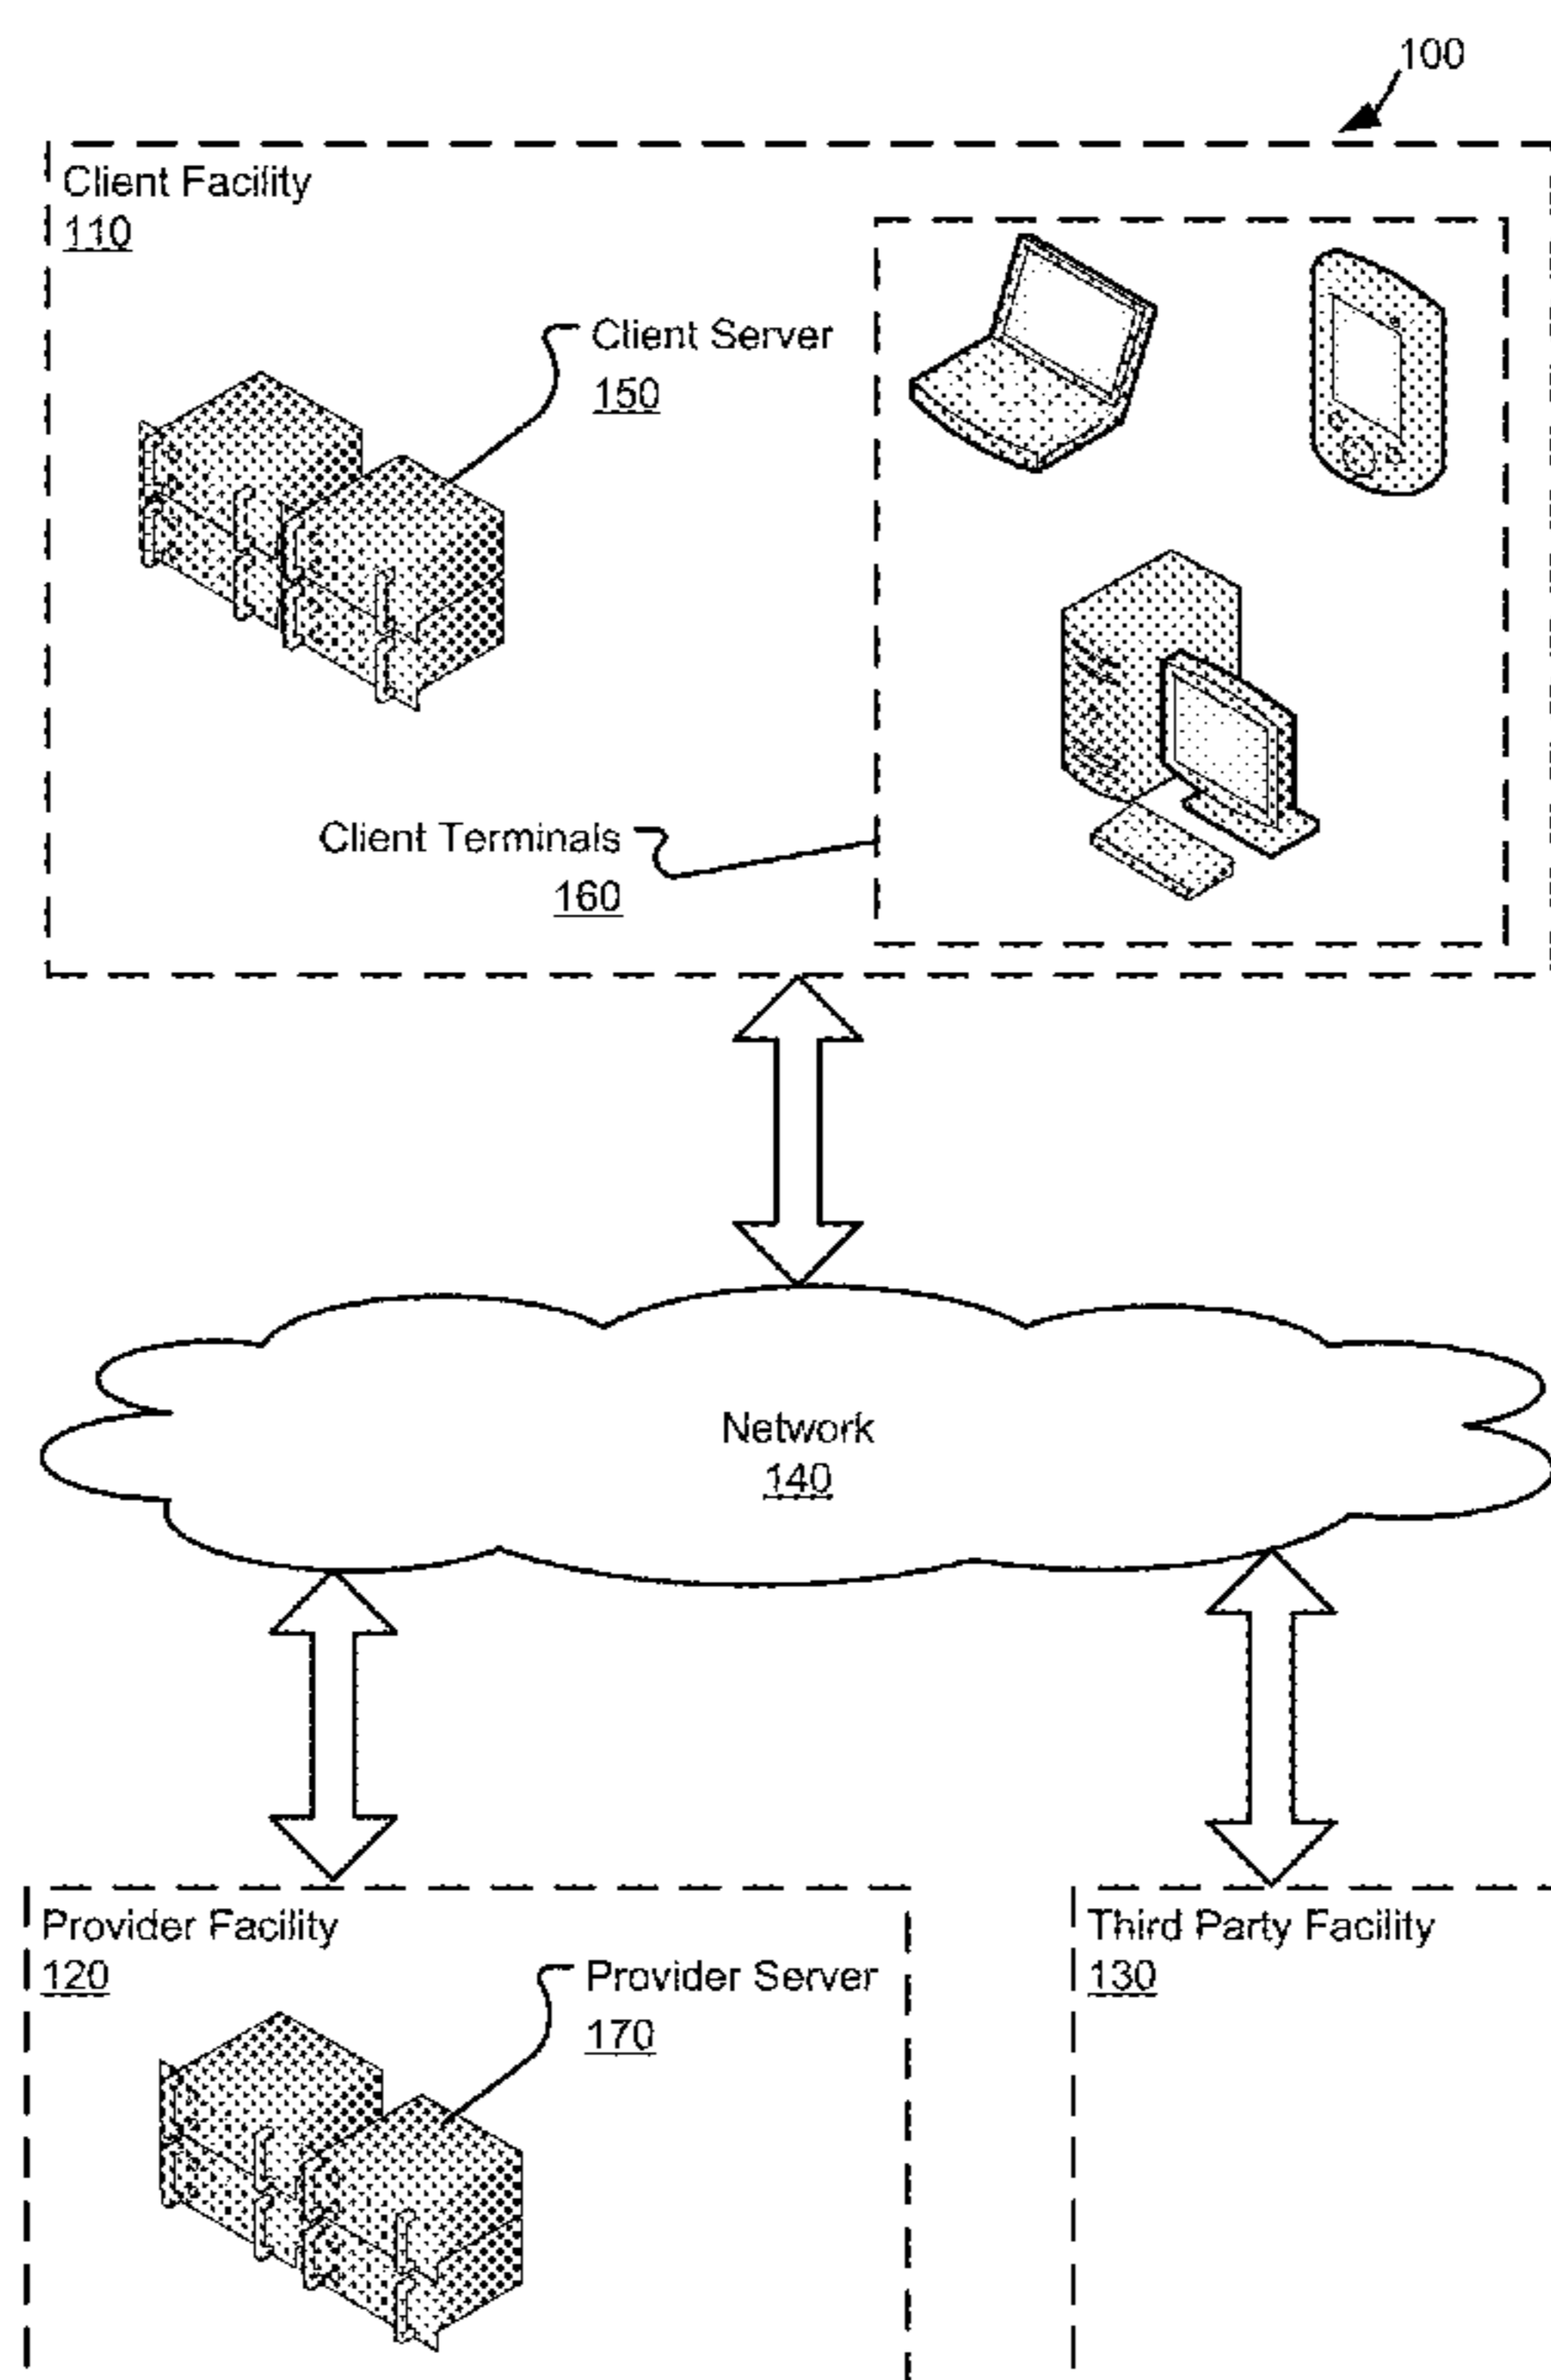 100
Client Facility
110
Client Server
150
Client Terminals
160
Network
140
Provider Facility
120
Provider Server
170
Third Party Facility
130